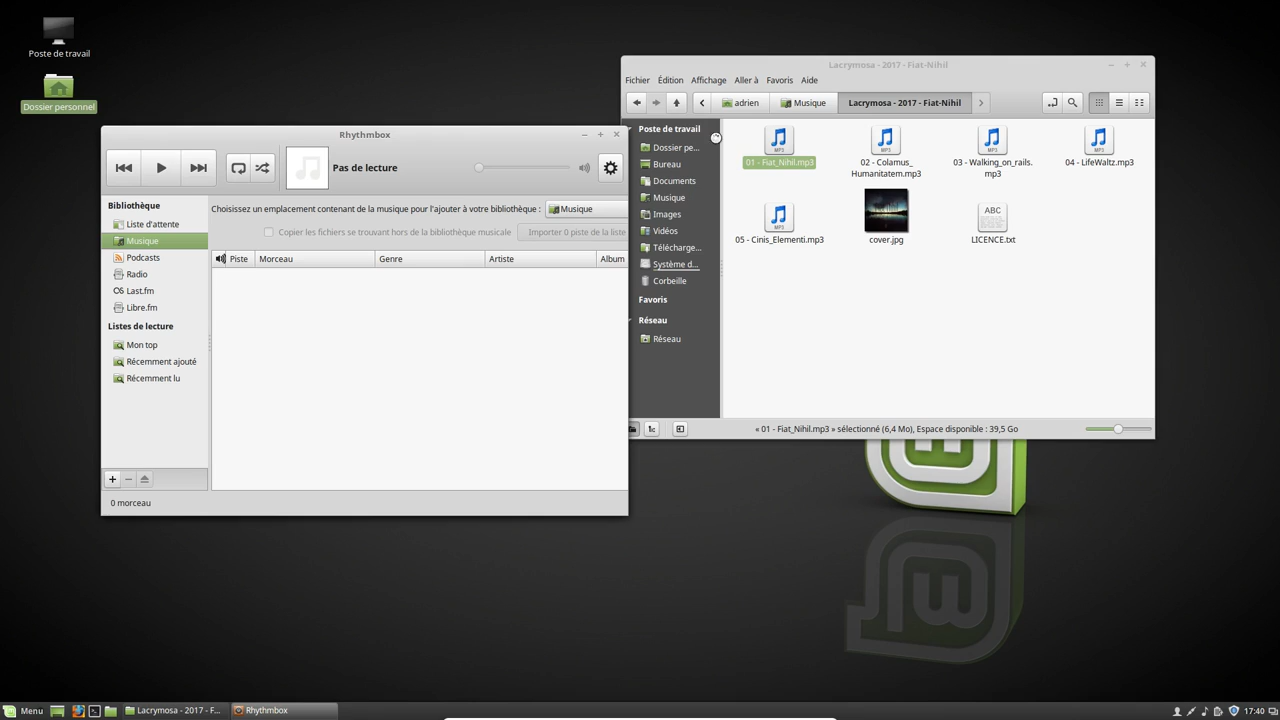 Poste de travail
Dossier personnel
Lacrymosa - 2017 - Fiat-Nihil
Fichier Édition Affichage Aller à Favoris Aide
adrien Musique Lacrymosa - 2017 - Fiat-Nihil
Poste de travail
Dossier pe...
Bureau
Documents
Musique
Images
Vidéos
Télécharge...
Système d...
Corbeille
Favoris
Réseau
Réseau
MP3 MP3 MP3 MP3
01 - Fiat_Nihil.mp3
02 - Colamus_
Humanitatem.mp3
03 - Walking_on_rails.
mp3
04 - LifeWaltz.mp3
MP3
05 - Cinis_Elementi.mp3
cover.jpg
ABC
LICENCE.txt
« 01 - Fiat_Nihil.mp3 » sélectionné (6,4 Mo), Espace disponible : 39,5 Go
Rhythmbox
Pas de lecture
Bibliothèque
Liste d'attente
Musique
Podcasts
Radio
Last.fm
Libre.fm
Listes de lecture
Mon top
Récemment ajouté
Récemment lu
Choisissez un emplacement contenant de la musique pour l'ajouter à votre bibliothèque : Musique
Copier les fichiers se trouvant hors de la bibliothèque musicale Importer 0 piste de la liste
Piste Morceau Genre Artiste Album
0 morceau
Menu Lacrymosa - 2017 - F... Rhythmbox 17:40